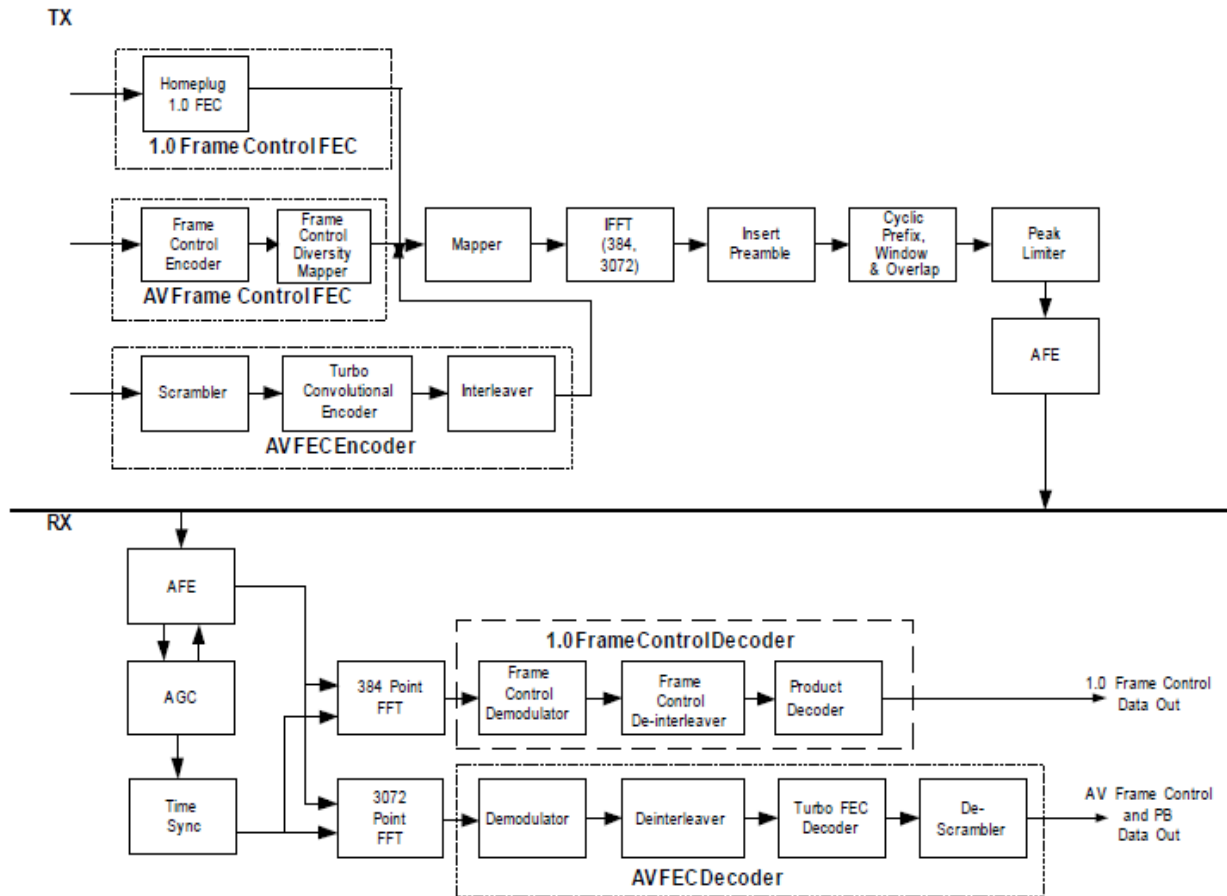 TX
Homeplug
1.0 FEC
1.0 Frame Control FEC
Frame
Control
Encoder
Frame
Control
Diversity
Mapper
AV Frame Control FEC
Mapper
IFFT
(384,
3072)
Insert
Preamble
Cyclic
Prefix,
Window
& Overlap
Peak
Limiter
AFE
Scrambler
Turbo
Convolutional
Encoder
Interleaver
AV FEC Encoder
RX
AFE
AGC
Time
Sync
384 Point
FFT
3072
Point
FFT
1.0 Frame Control Decoder
Frame
Control
Demodulator
Frame
Control
De-interleaver
Product
Decoder
1.0 Frame Control
Data Out
Demodulator
Deinterleaver
Turbo FEC
Decoder
De-
Scrambler
AV Frame Control
and PB
Data Out
AV FEC Decoder